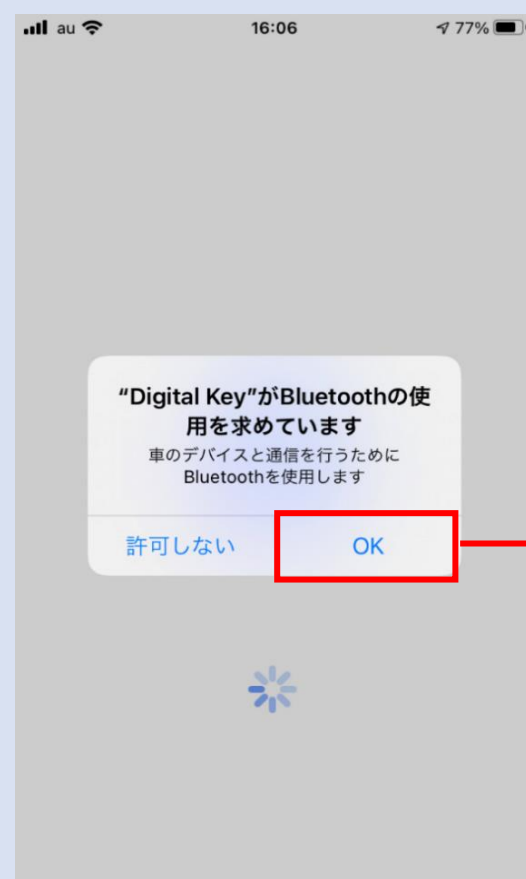 au 16:06 77%
“Digital Key”がBluetoothの使
用を求めています
車のデバイスと通信を行うために
Bluetoothを使用します
許可しない OK